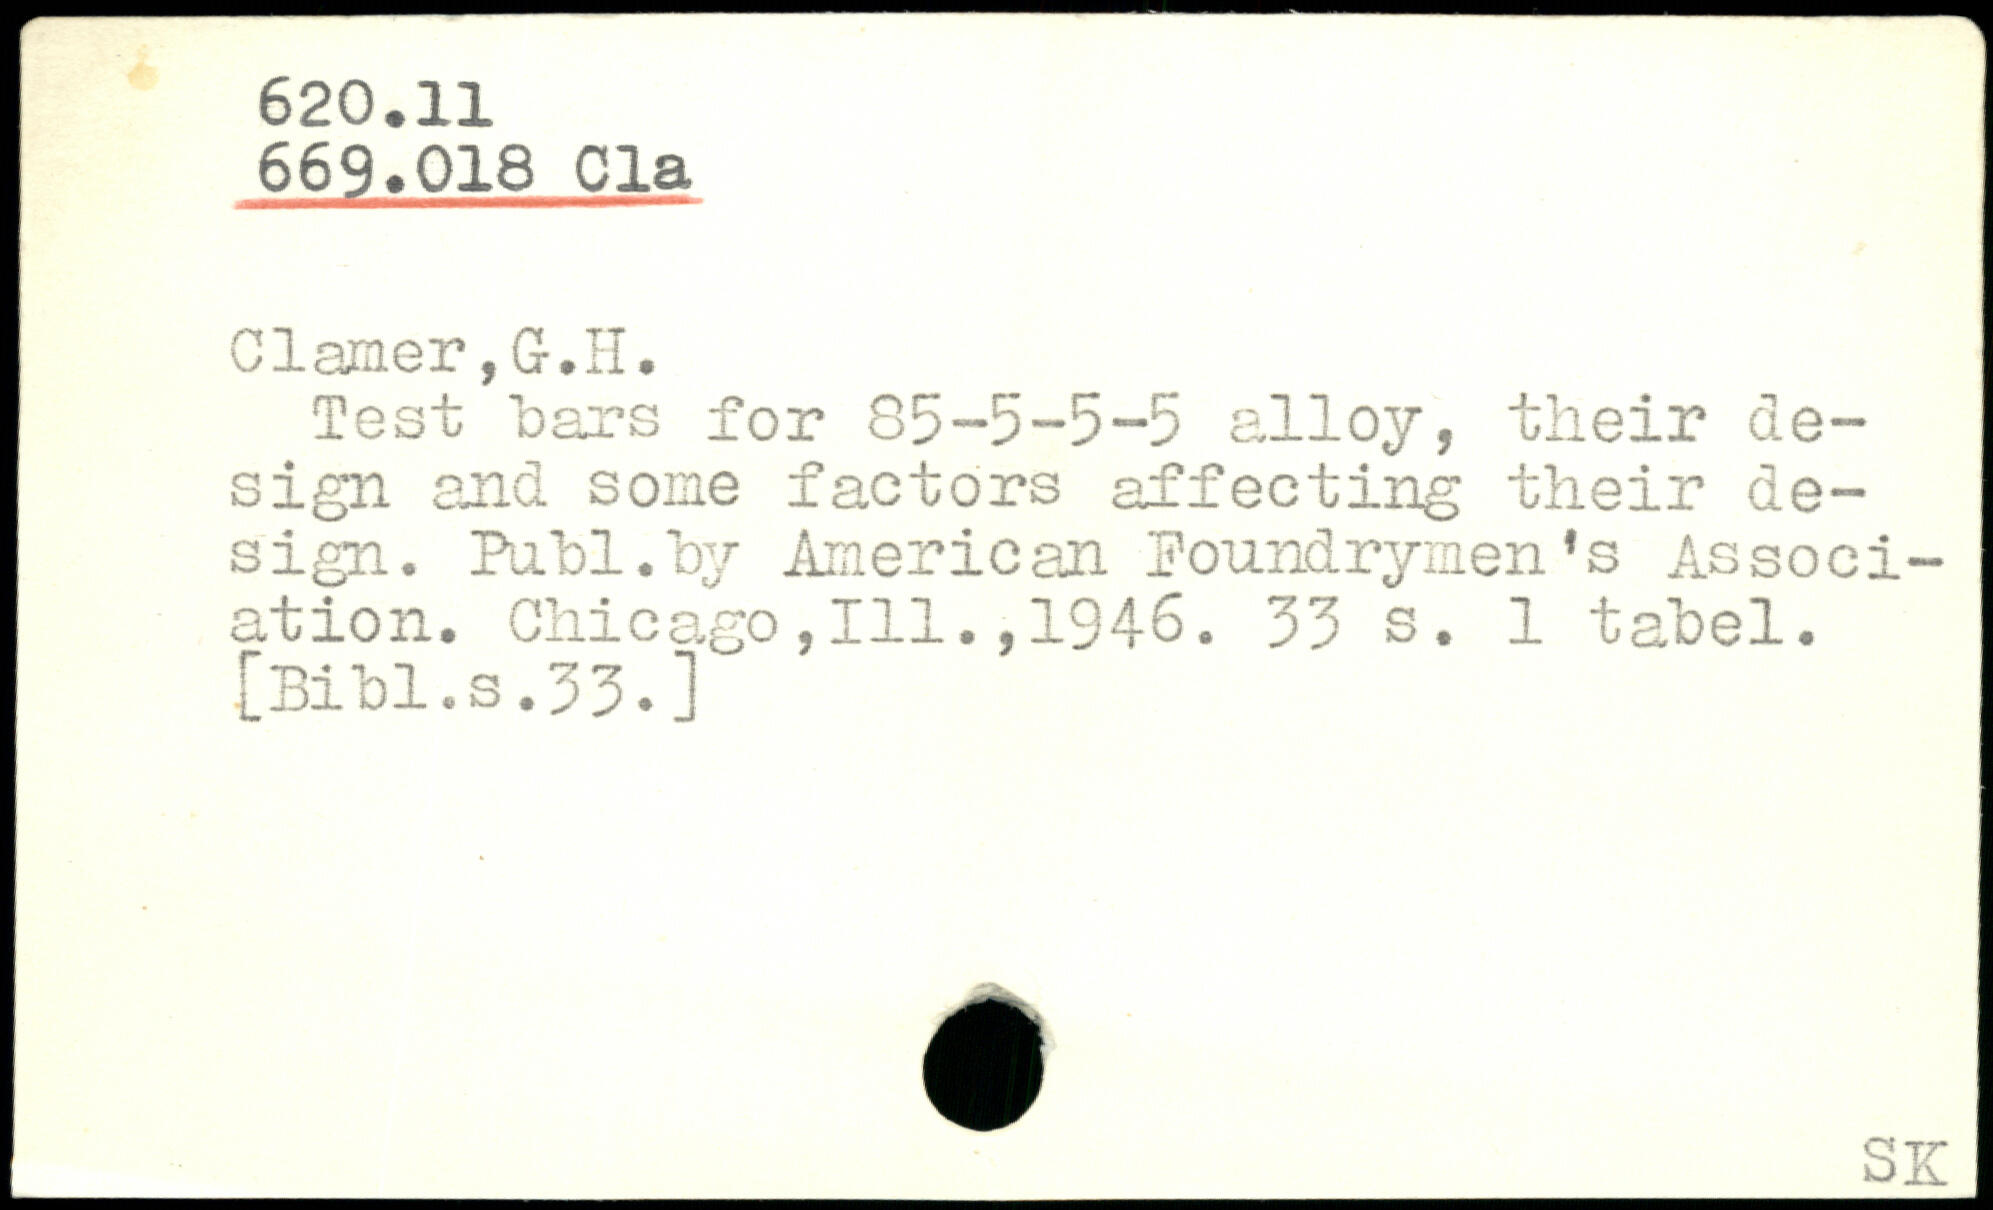 620.11
669.018 Cla
Clamer,G.H.
Test bars for 85-5-5-5 alloy, their de-
sign and some factors affecting their de-
sign. Publ.by American Foundrymen's Associ-
ation. Chicago,Ill.,1946. 33 s. 1 tabel.
[Bibl.s.33.]
SK